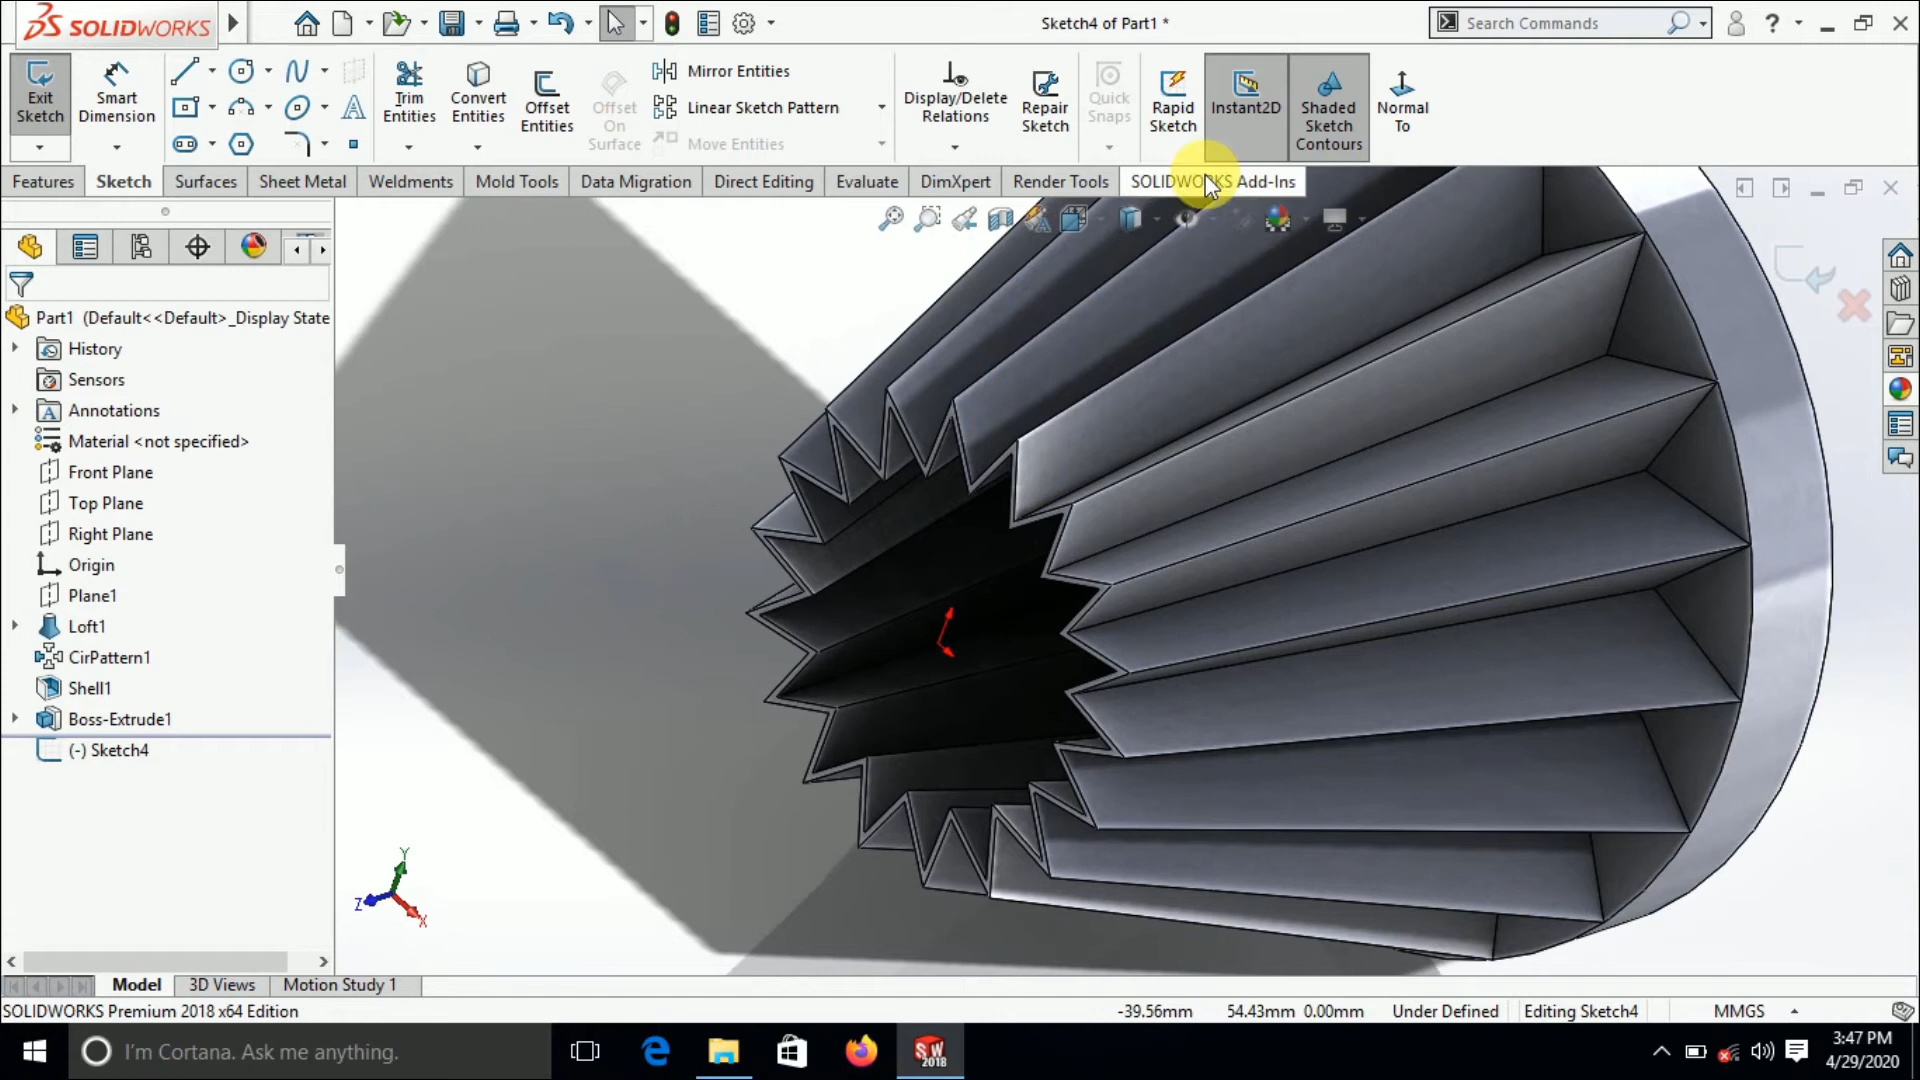 SOLIDWORKS
Sketch4 of Part1 *
Search Commands
?
Exit Sketch
Smart Dimension
Trim Entities
Convert Entities
Offset Entities
Offset On Surface
Mirror Entities
Linear Sketch Pattern
Move Entities
Display/Delete Relations
Repair Sketch
Quick Snaps
Rapid Sketch
Instant2D
Shaded Sketch Contours
Normal To
Features
Sketch
Surfaces
Sheet Metal
Weldments
Mold Tools
Data Migration
Direct Editing
Evaluate
DimXpert
Render Tools
SOLIDWORKS Add-Ins
Part1 (Default<<Default>_Display State
History
Sensors
Annotations
Material <not specified>
Front Plane
Top Plane
Right Plane
Origin
Plane1
Loft1
CirPattern1
Shell1
Boss-Extrude1
(-) Sketch4
Y
Z
X
Model
3D Views
Motion Study 1
SOLIDWORKS Premium 2018 x64 Edition
-39.56mm
54.43mm 0.00mm
Under Defined
Editing Sketch4
MMGS
I'm Cortana. Ask me anything.
SW
2018
3:47 PM
4/29/2020